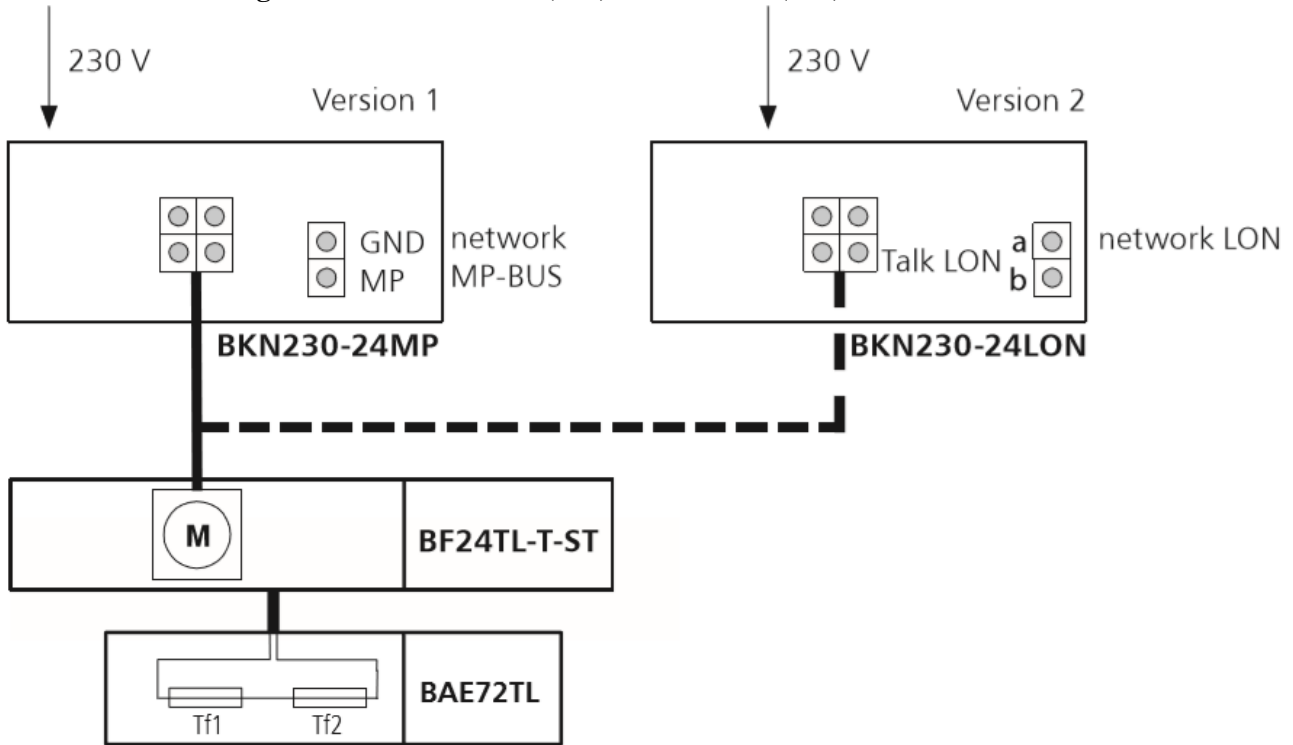 230 V
Version 1
230 V
Version 2
GND
MP
network
MP-BUS
Talk LON
a
b
network LON
BKN230-24MP
BKN230-24LON
M
BF24TL-T-ST
Tf1
Tf2
BAE72TL